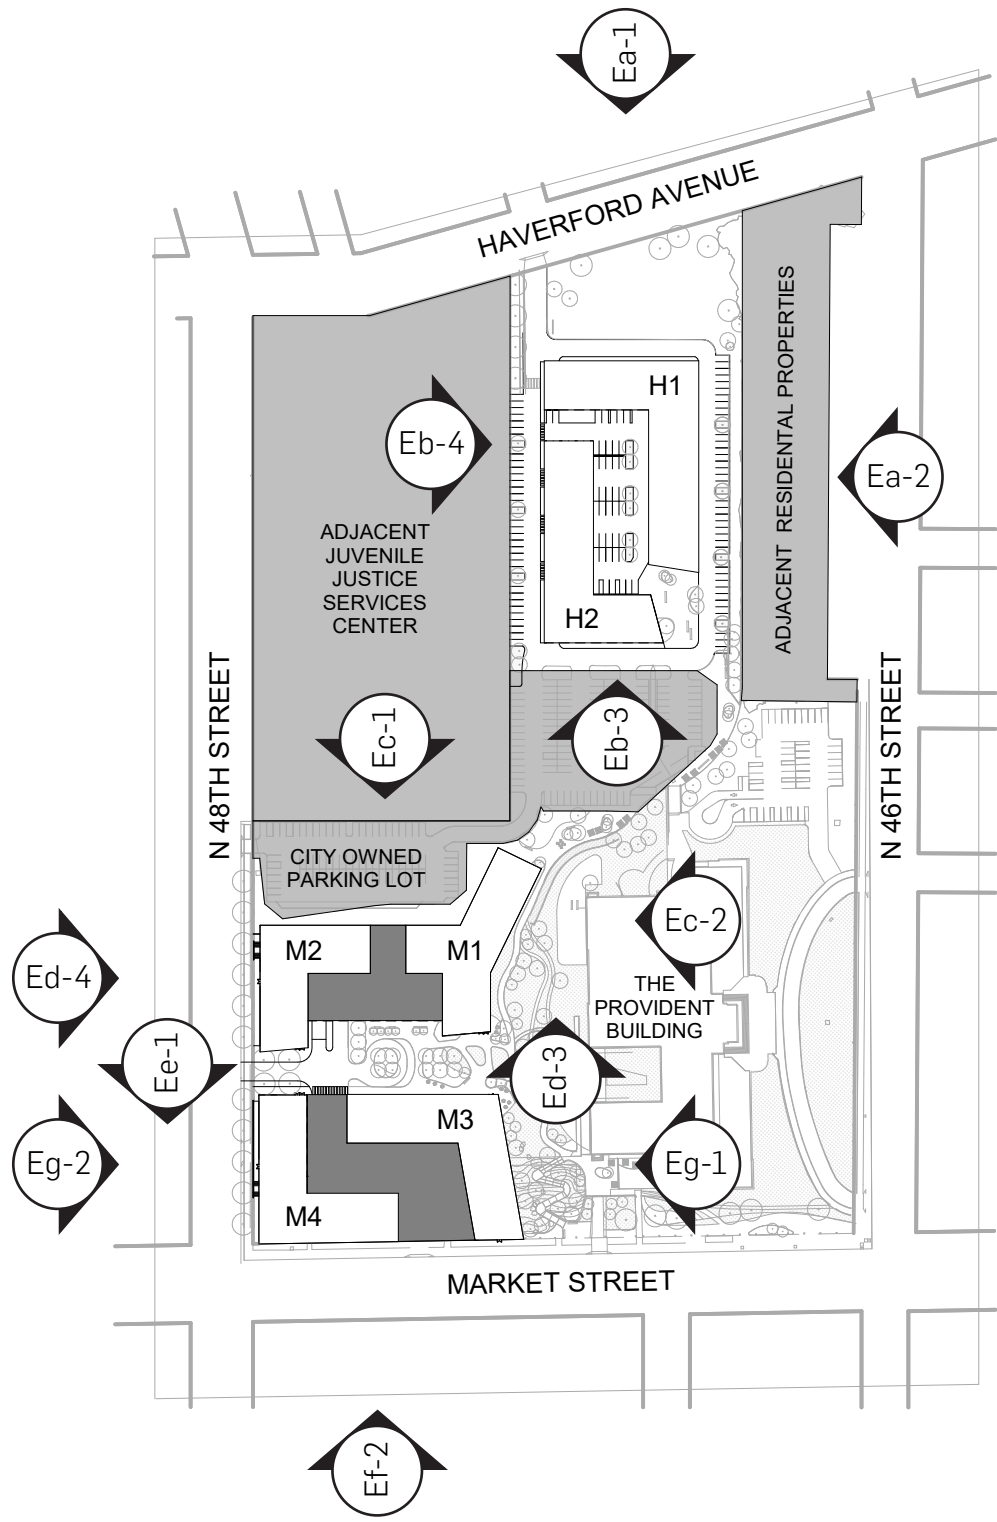 Ea-1
HAVERFORD AVENUE
H1
Eb-4
Ea-2
ADJACENT RESIDENTIAL PROPERTIES
ADJACENT
JUVENILE
JUSTICE
SERVICES
CENTER
H2
N 48TH STREET
Ec-1
Eb-3
N 46TH STREET
CITY OWNED
PARKING LOT
M2
M1
Ec-2
Ed-4
THE
PROVIDENT
BUILDING
Ee-1
Ed-3
M3
Eg-2
Eg-1
M4
MARKET STREET
Ef-2